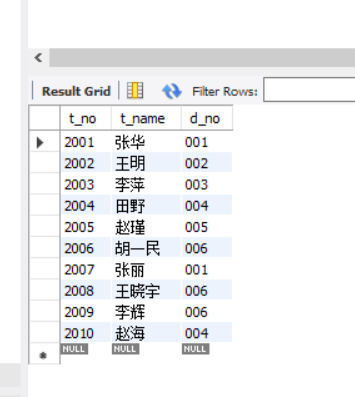 Result Grid Filter Rows:
t_no t_name d_no
2001 张华 001
2002 王明 002
2003 李萍 003
2004 田野 004
2005 赵瑾 005
2006 胡一民 006
2007 张丽 001
2008 王晓宇 006
2009 李辉 006
2010 赵海 004
NULL NULL NULL